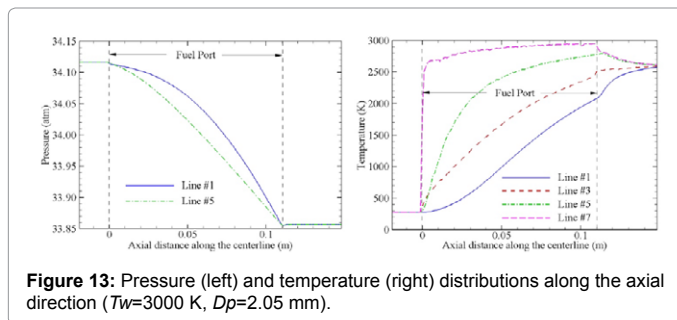 34.15
34.10
34.05
34.00
33.95
33.90
33.85
Pressure (atm)
Fuel Port
Line #1
Line #5
0
0.05
0.1
Axial distance along the centerline (m)
3000
2500
2000
1500
1000
500
0
Temperature (K)
Fuel Port
Line #1
Line #3
Line #5
Line #7
0
0.05
0.1
Axial distance along the centerline (m)
Figure 13: Pressure (left) and temperature (right) distributions along the axial
direction (Tw=3000 K, Dp=2.05 mm).